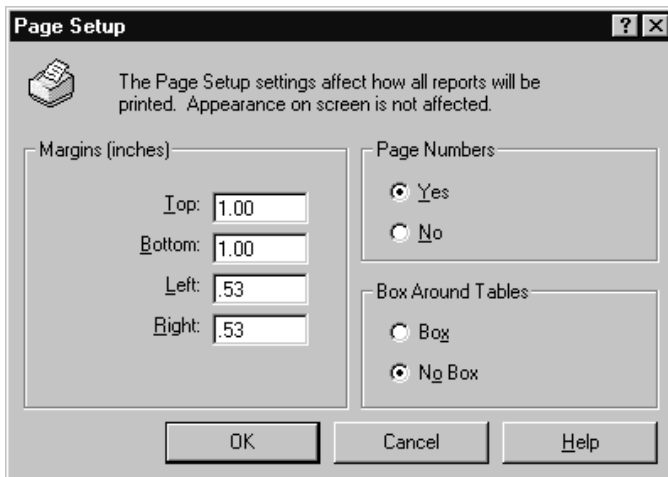 Page Setup
The Page Setup settings affect how all reports will be
printed. Appearance on screen is not affected.
Margins (inches)
Top: 1.00
Bottom: 1.00
Left: .53
Right: .53
Page Numbers
Yes
No
Box Around Tables
Box
No Box
OK Cancel Help